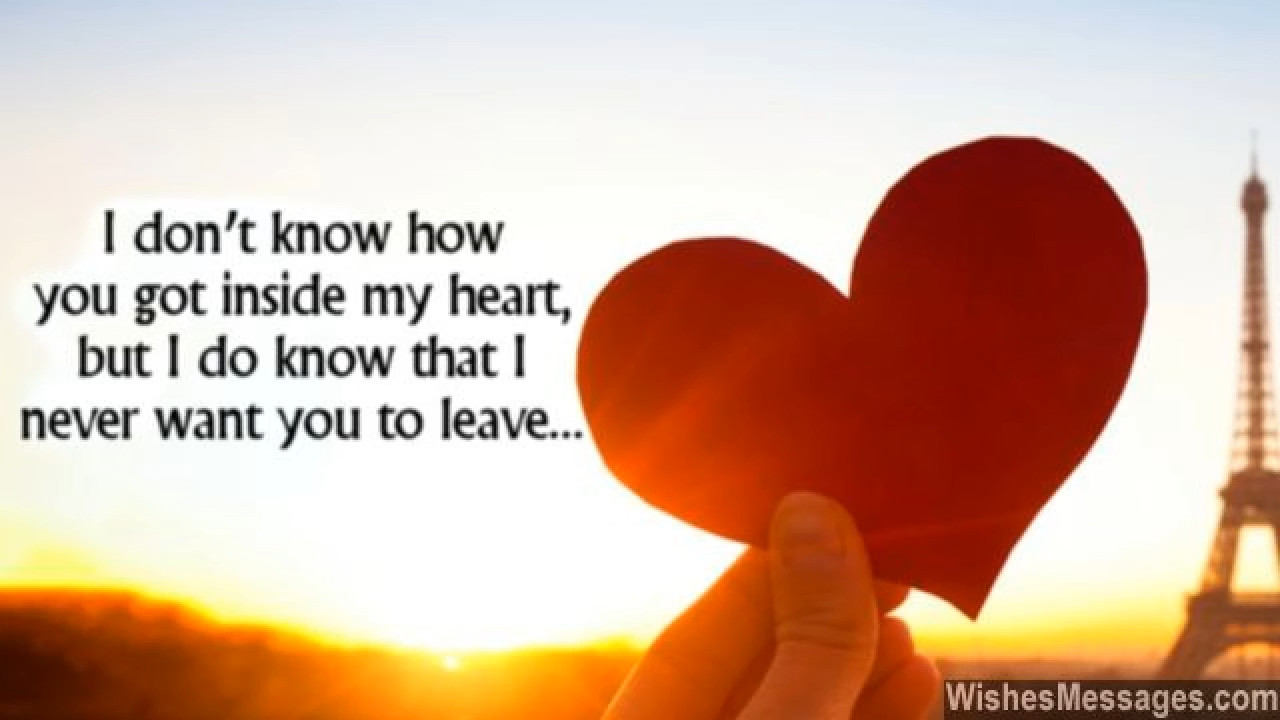 I don't know how
you got inside my heart,
but I do know that I
never want you to leave...
WishesMessages.com